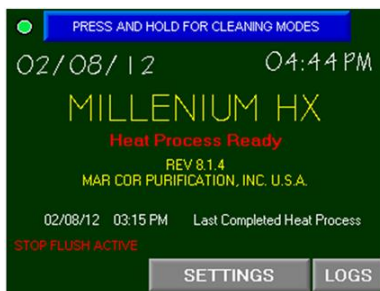 PRESS AND HOLD FOR CLEANING MODES
02/08/12 04:44 PM
MILLENIUM HX
Heat Process Ready
REV 8.1.4
MAR COR PURIFICATION, INC. U.S.A.
02/08/12 03:15 PM Last Completed Heat Process
STOP FLUSH ACTIVE
SETTINGS LOGS